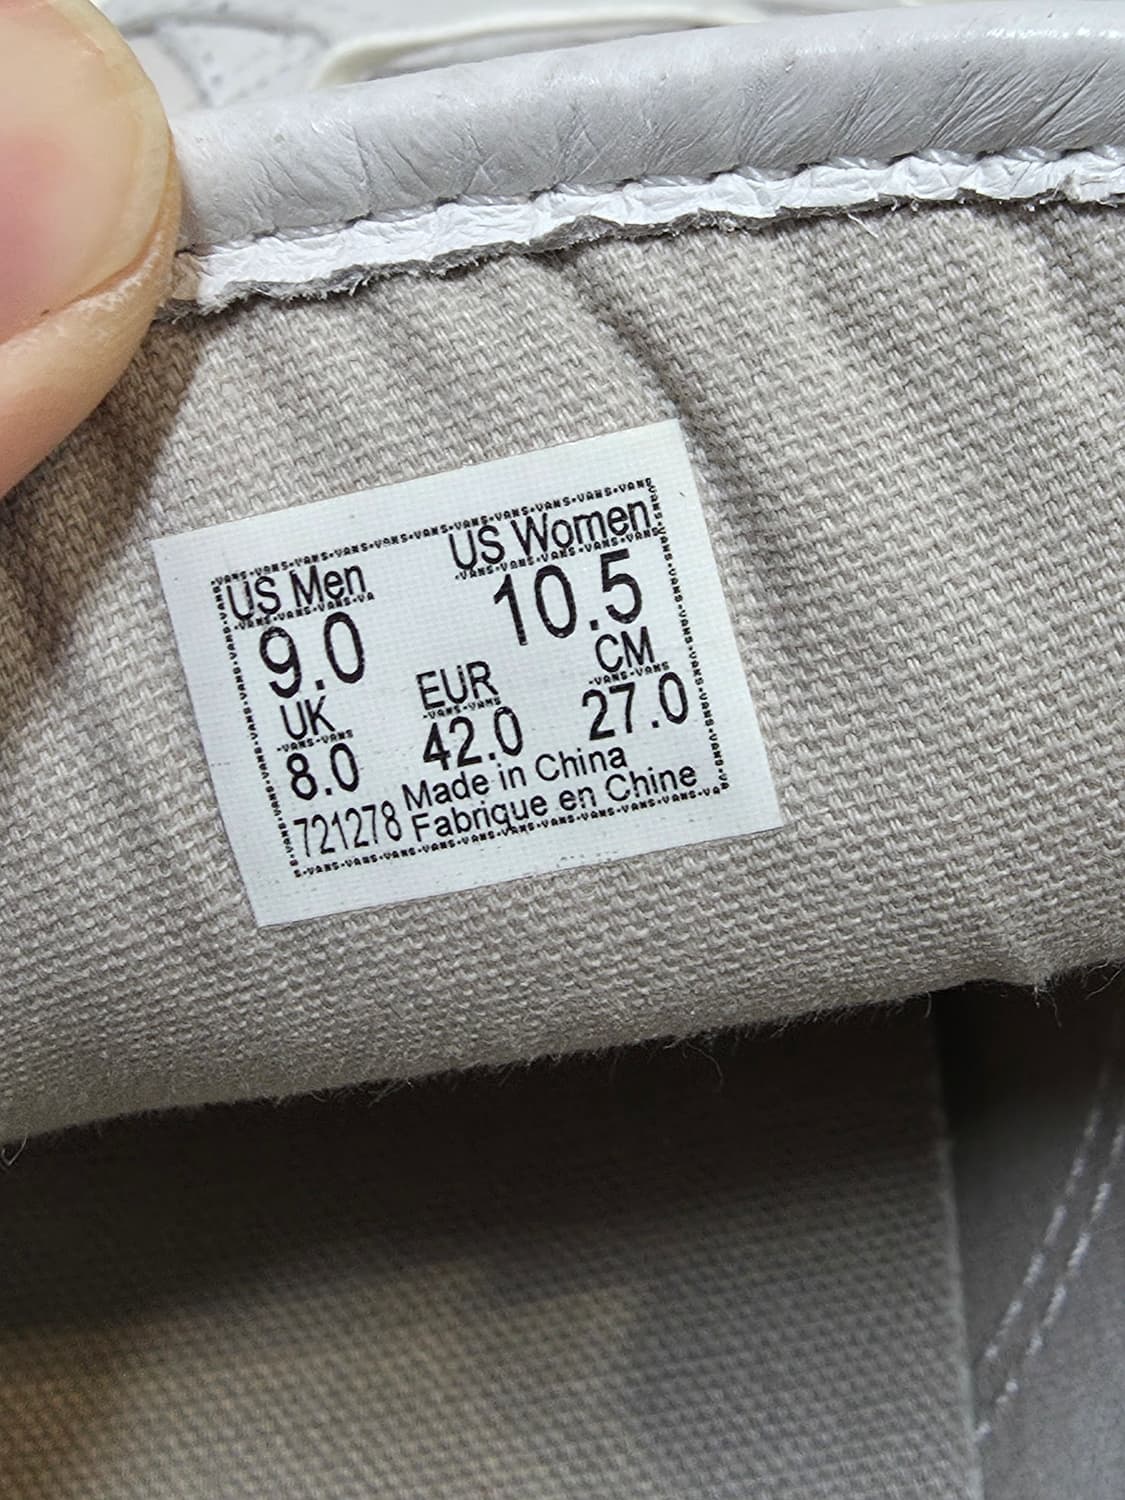 US Men US Women
9.0 10.5
UK EUR CM
8.0 42.0 27.0
721278 Made in China
Fabrique en Chine